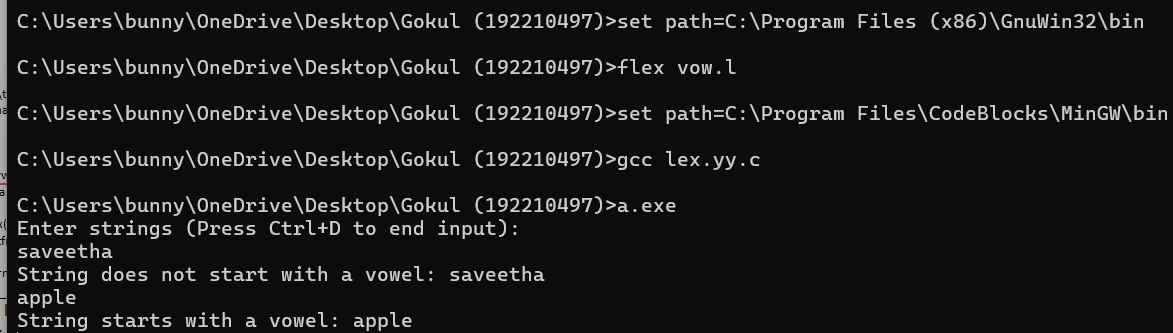 C:\Users\bunny\OneDrive\Desktop\Gokul (192210497)>set path=C:\Program Files (x86)\GnuWin32\bin
C:\Users\bunny\OneDrive\Desktop\Gokul (192210497)>flex vow.l
C:\Users\bunny\OneDrive\Desktop\Gokul (192210497)>set path=C:\Program Files\CodeBlocks\MinGW\bin
C:\Users\bunny\OneDrive\Desktop\Gokul (192210497)>gcc lex.yy.c
C:\Users\bunny\OneDrive\Desktop\Gokul (192210497)>a.exe
Enter strings (Press Ctrl+D to end input):
saveetha
String does not start with a vowel: saveetha
apple
String starts with a vowel: apple